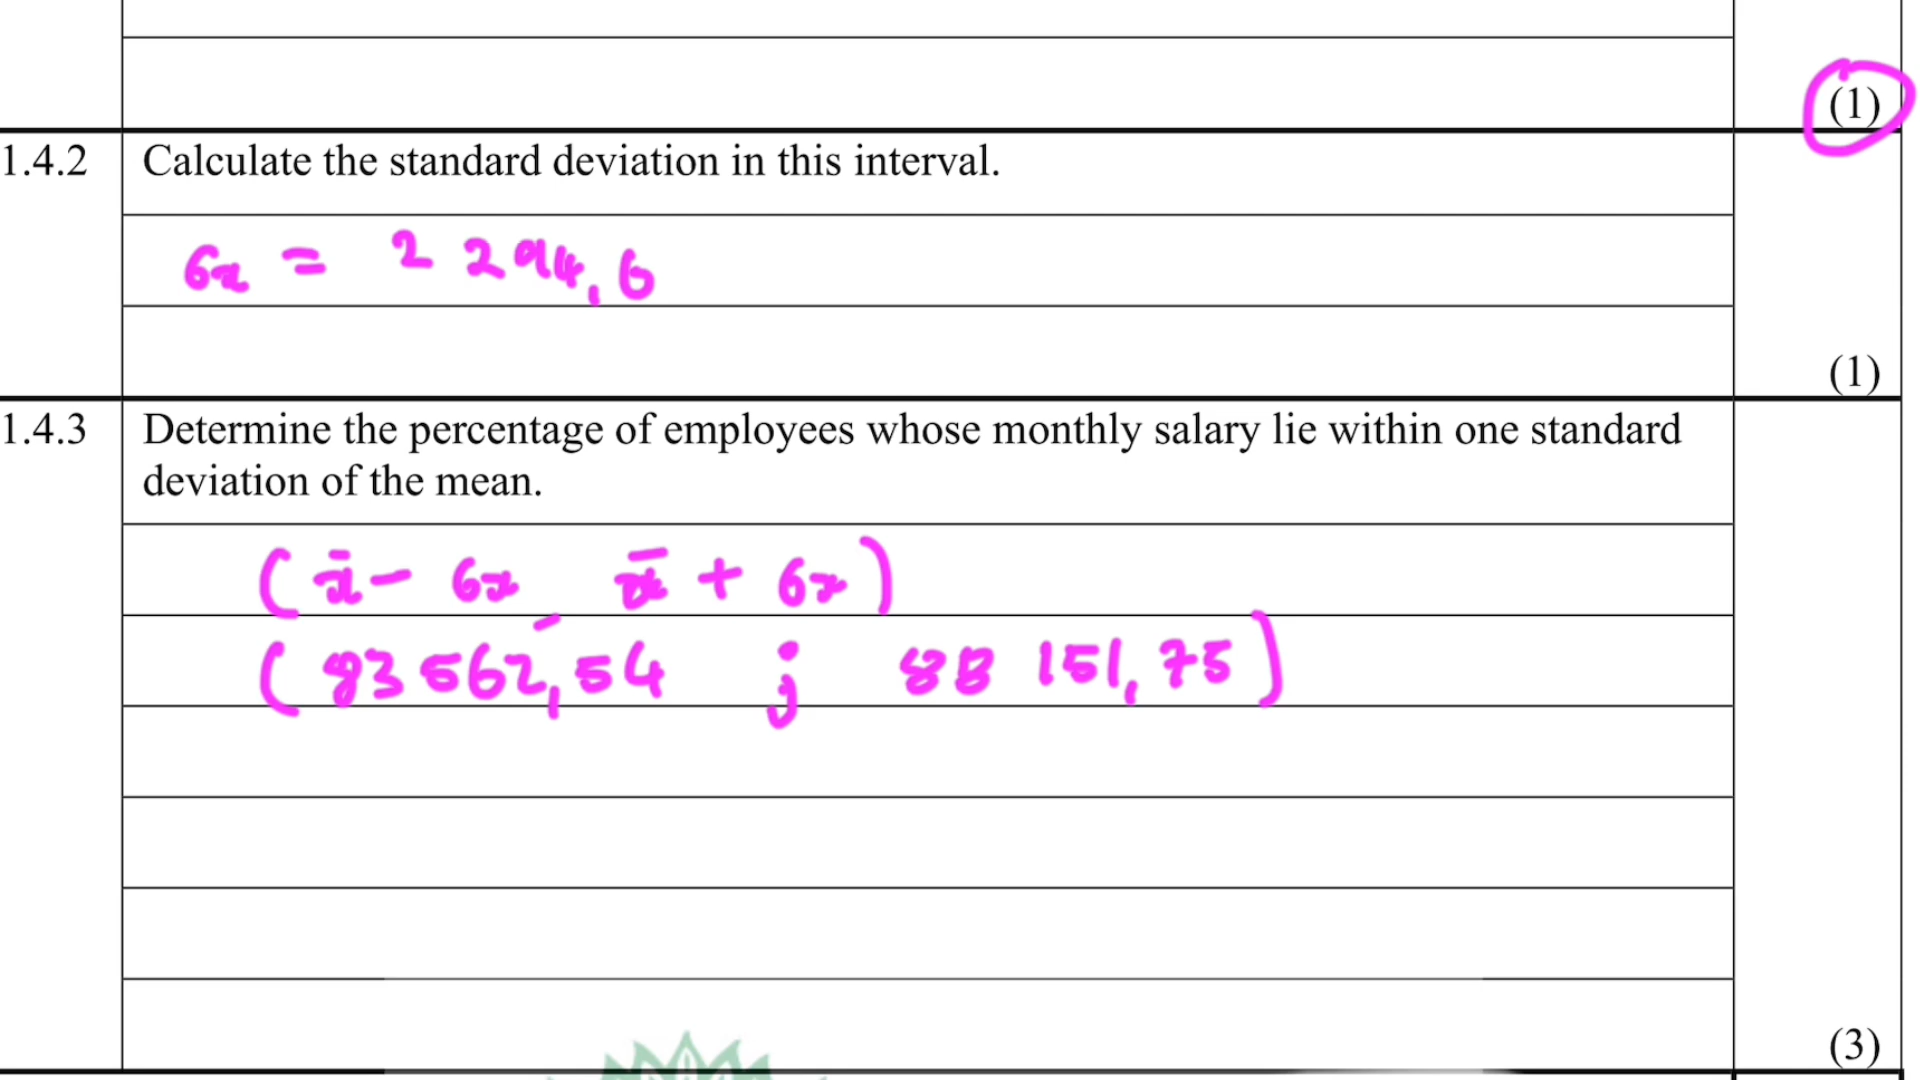 (1)
1.4.2 Calculate the standard deviation in this interval.
σx = 2 294,6
(1)
1.4.3 Determine the percentage of employees whose monthly salary lie within one standard
deviation of the mean.
(x̄ - σx ; x̄ + σx)
(83 562,54 ; 88 151,75)
(3)